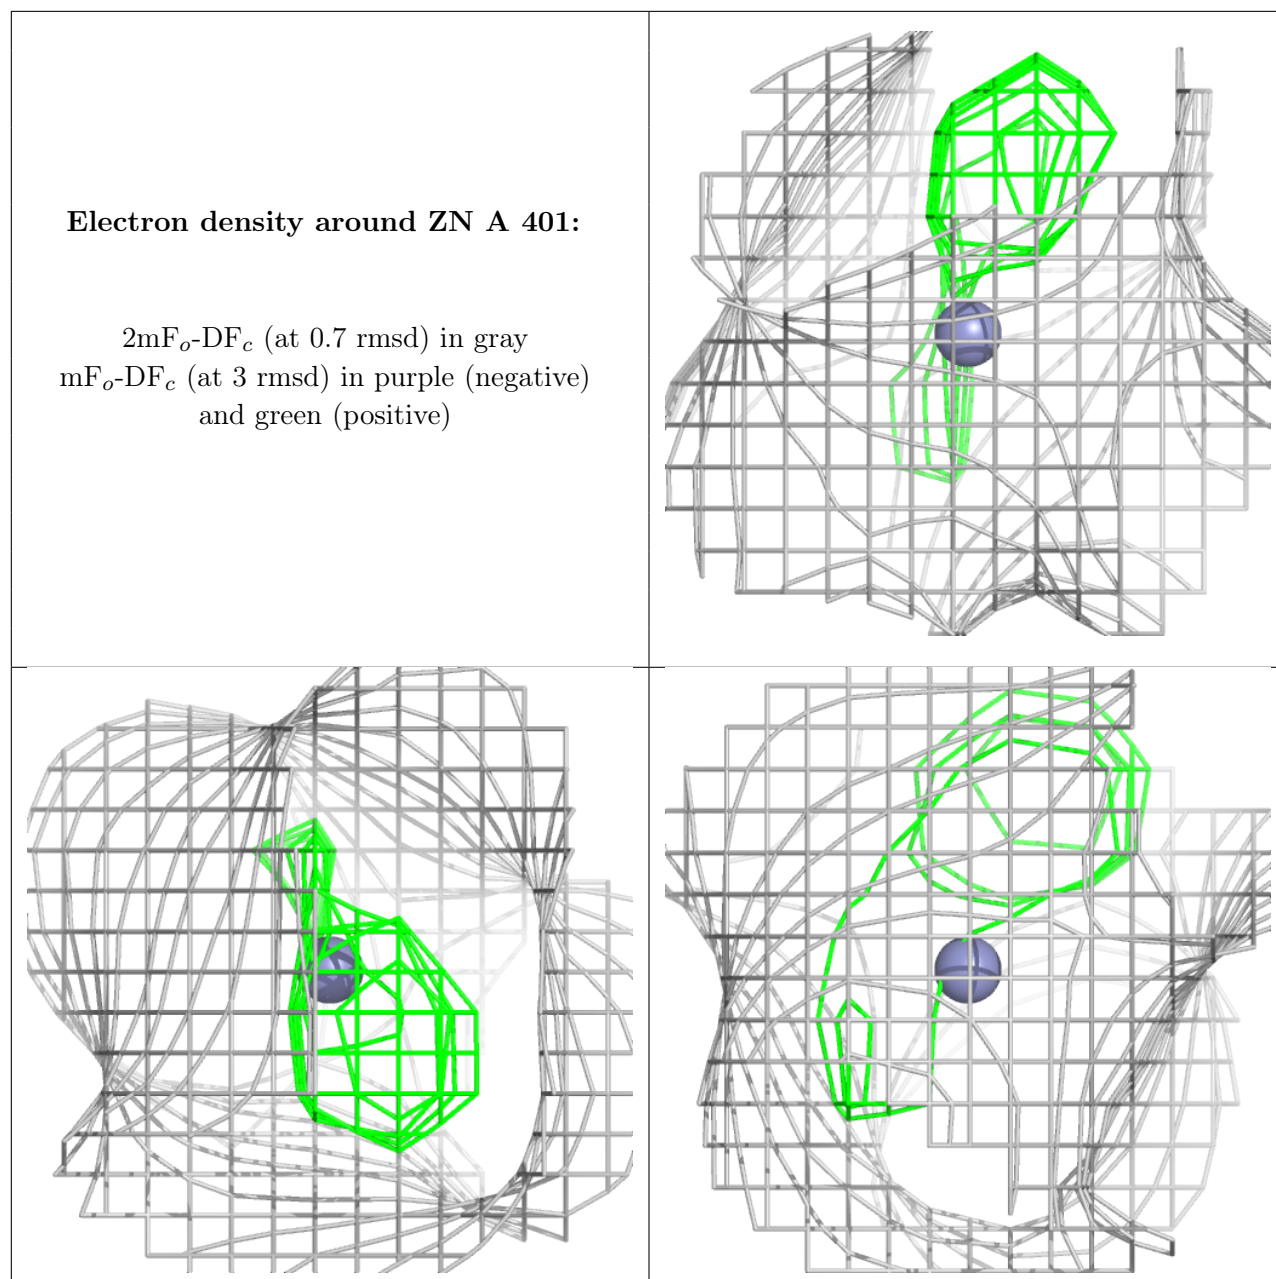 Electron density around ZN A 401:
2mFo-DFc (at 0.7 rmsd) in gray
mFo-DFc (at 3 rmsd) in purple (negative)
and green (positive)